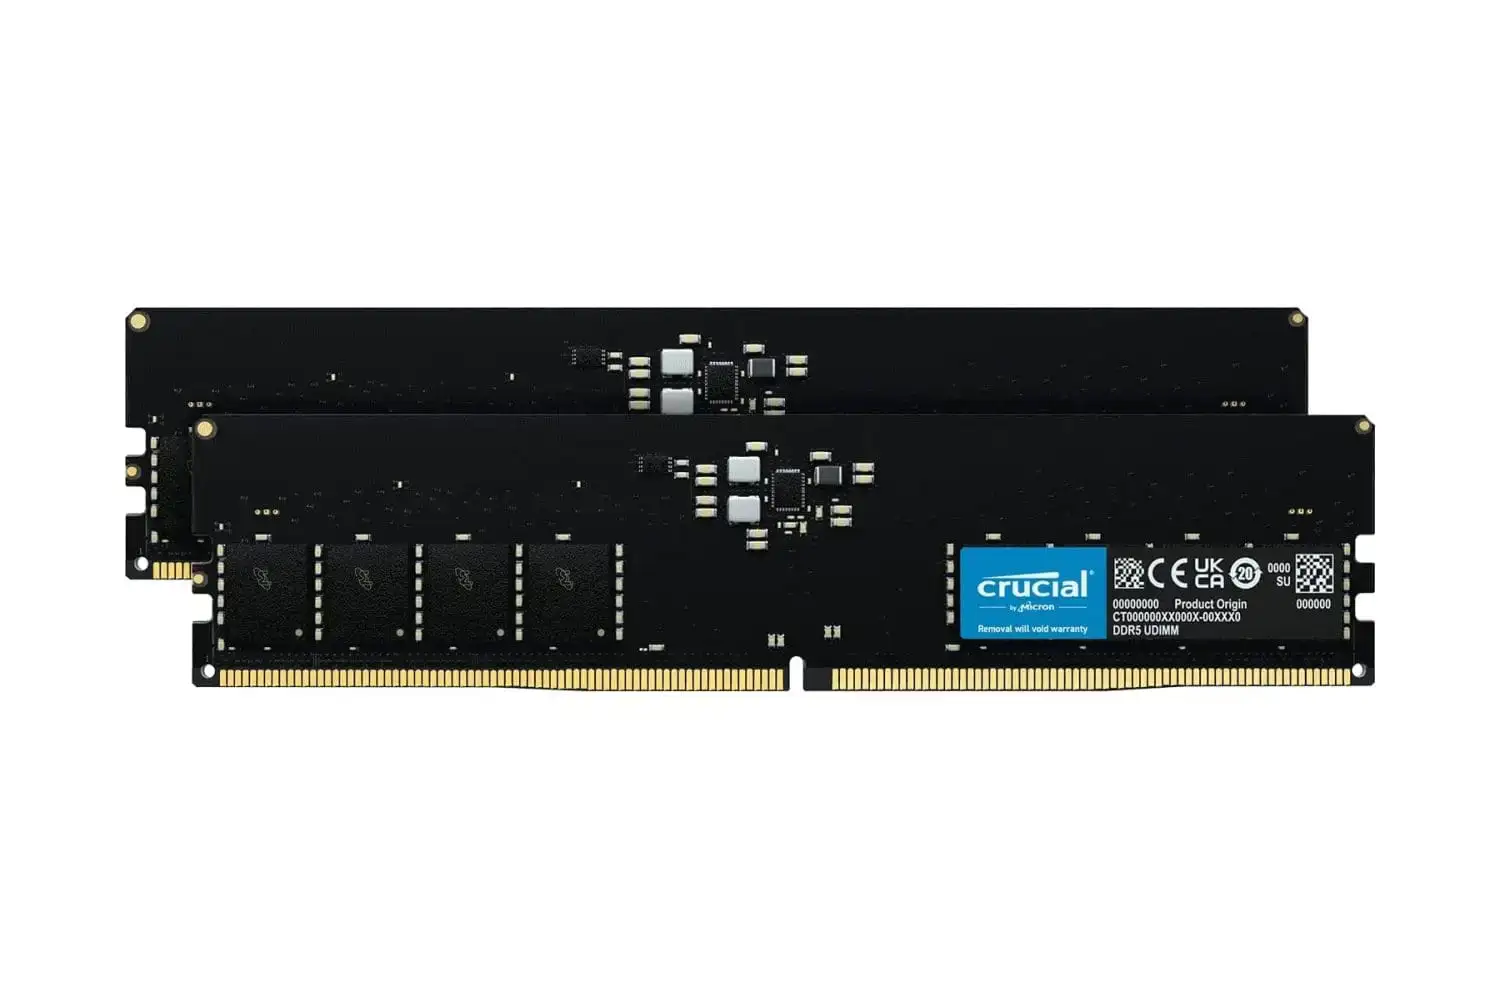 crucial®
by Micron
Removal will void warranty
CE UK CA 20 0000 SU
00000000 Product Origin 000000
CT000000XX000X-00XXX0
DDR5 UDIMM